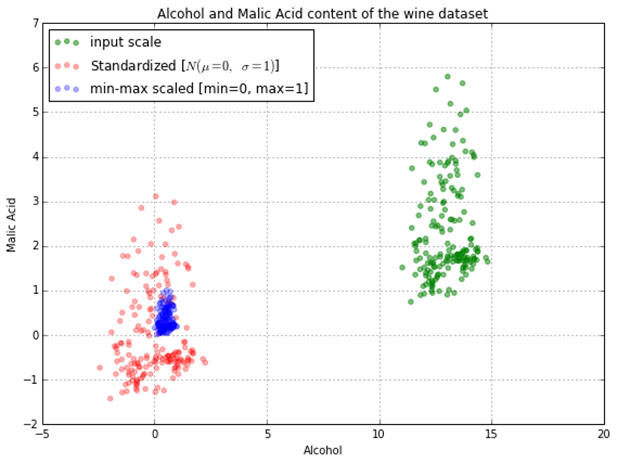 Alcohol and Malic Acid content of the wine dataset
input scale
Standardized [N(μ=0, σ=1)]
min-max scaled [min=0, max=1]
7
6
5
4
3
2
1
0
−1
−2
Malic Acid
−5 0 5 10 15 20
Alcohol